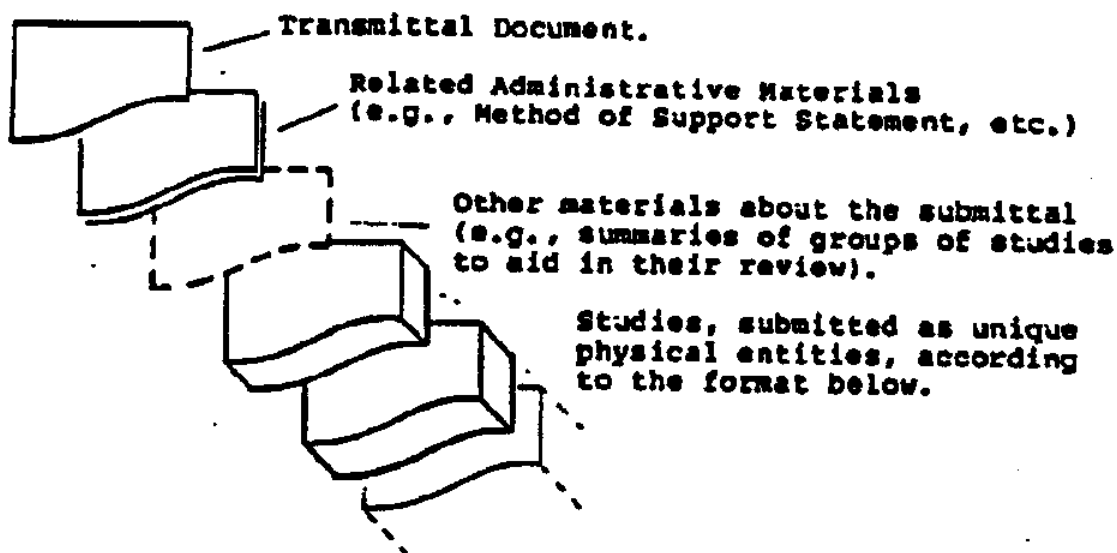 Transmittal Document.
Related Administrative Materials
(e.g., Method of Support Statement, etc.)
Other materials about the submittal
(e.g., summaries of groups of studies
to aid in their review).
Studies, submitted as unique
physical entities, according
to the format below.